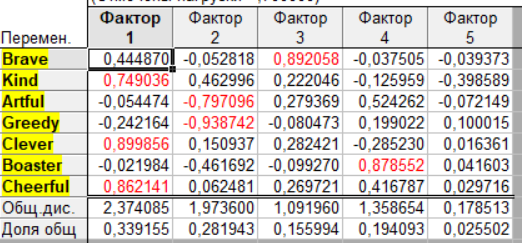 Перемен. Фактор 1 Фактор 2 Фактор 3 Фактор 4 Фактор 5
Brave 0,444870 -0,052818 0,892058 -0,037505 -0,039373
Kind 0,749036 0,462996 0,222046 -0,125959 -0,398589
Artful -0,054474 -0,797096 0,279369 0,524262 -0,072149
Greedy -0,242164 -0,938742 -0,080473 0,199022 0,100015
Clever 0,899856 0,150937 0,282421 -0,285230 0,016361
Boaster -0,021984 -0,461692 -0,099270 0,878552 0,041603
Cheerful 0,862141 0,062481 0,269721 0,416787 0,029716
Общ.дис. 2,374085 1,973600 1,091960 1,358654 0,178513
Доля общ 0,339155 0,281943 0,155994 0,194093 0,025502